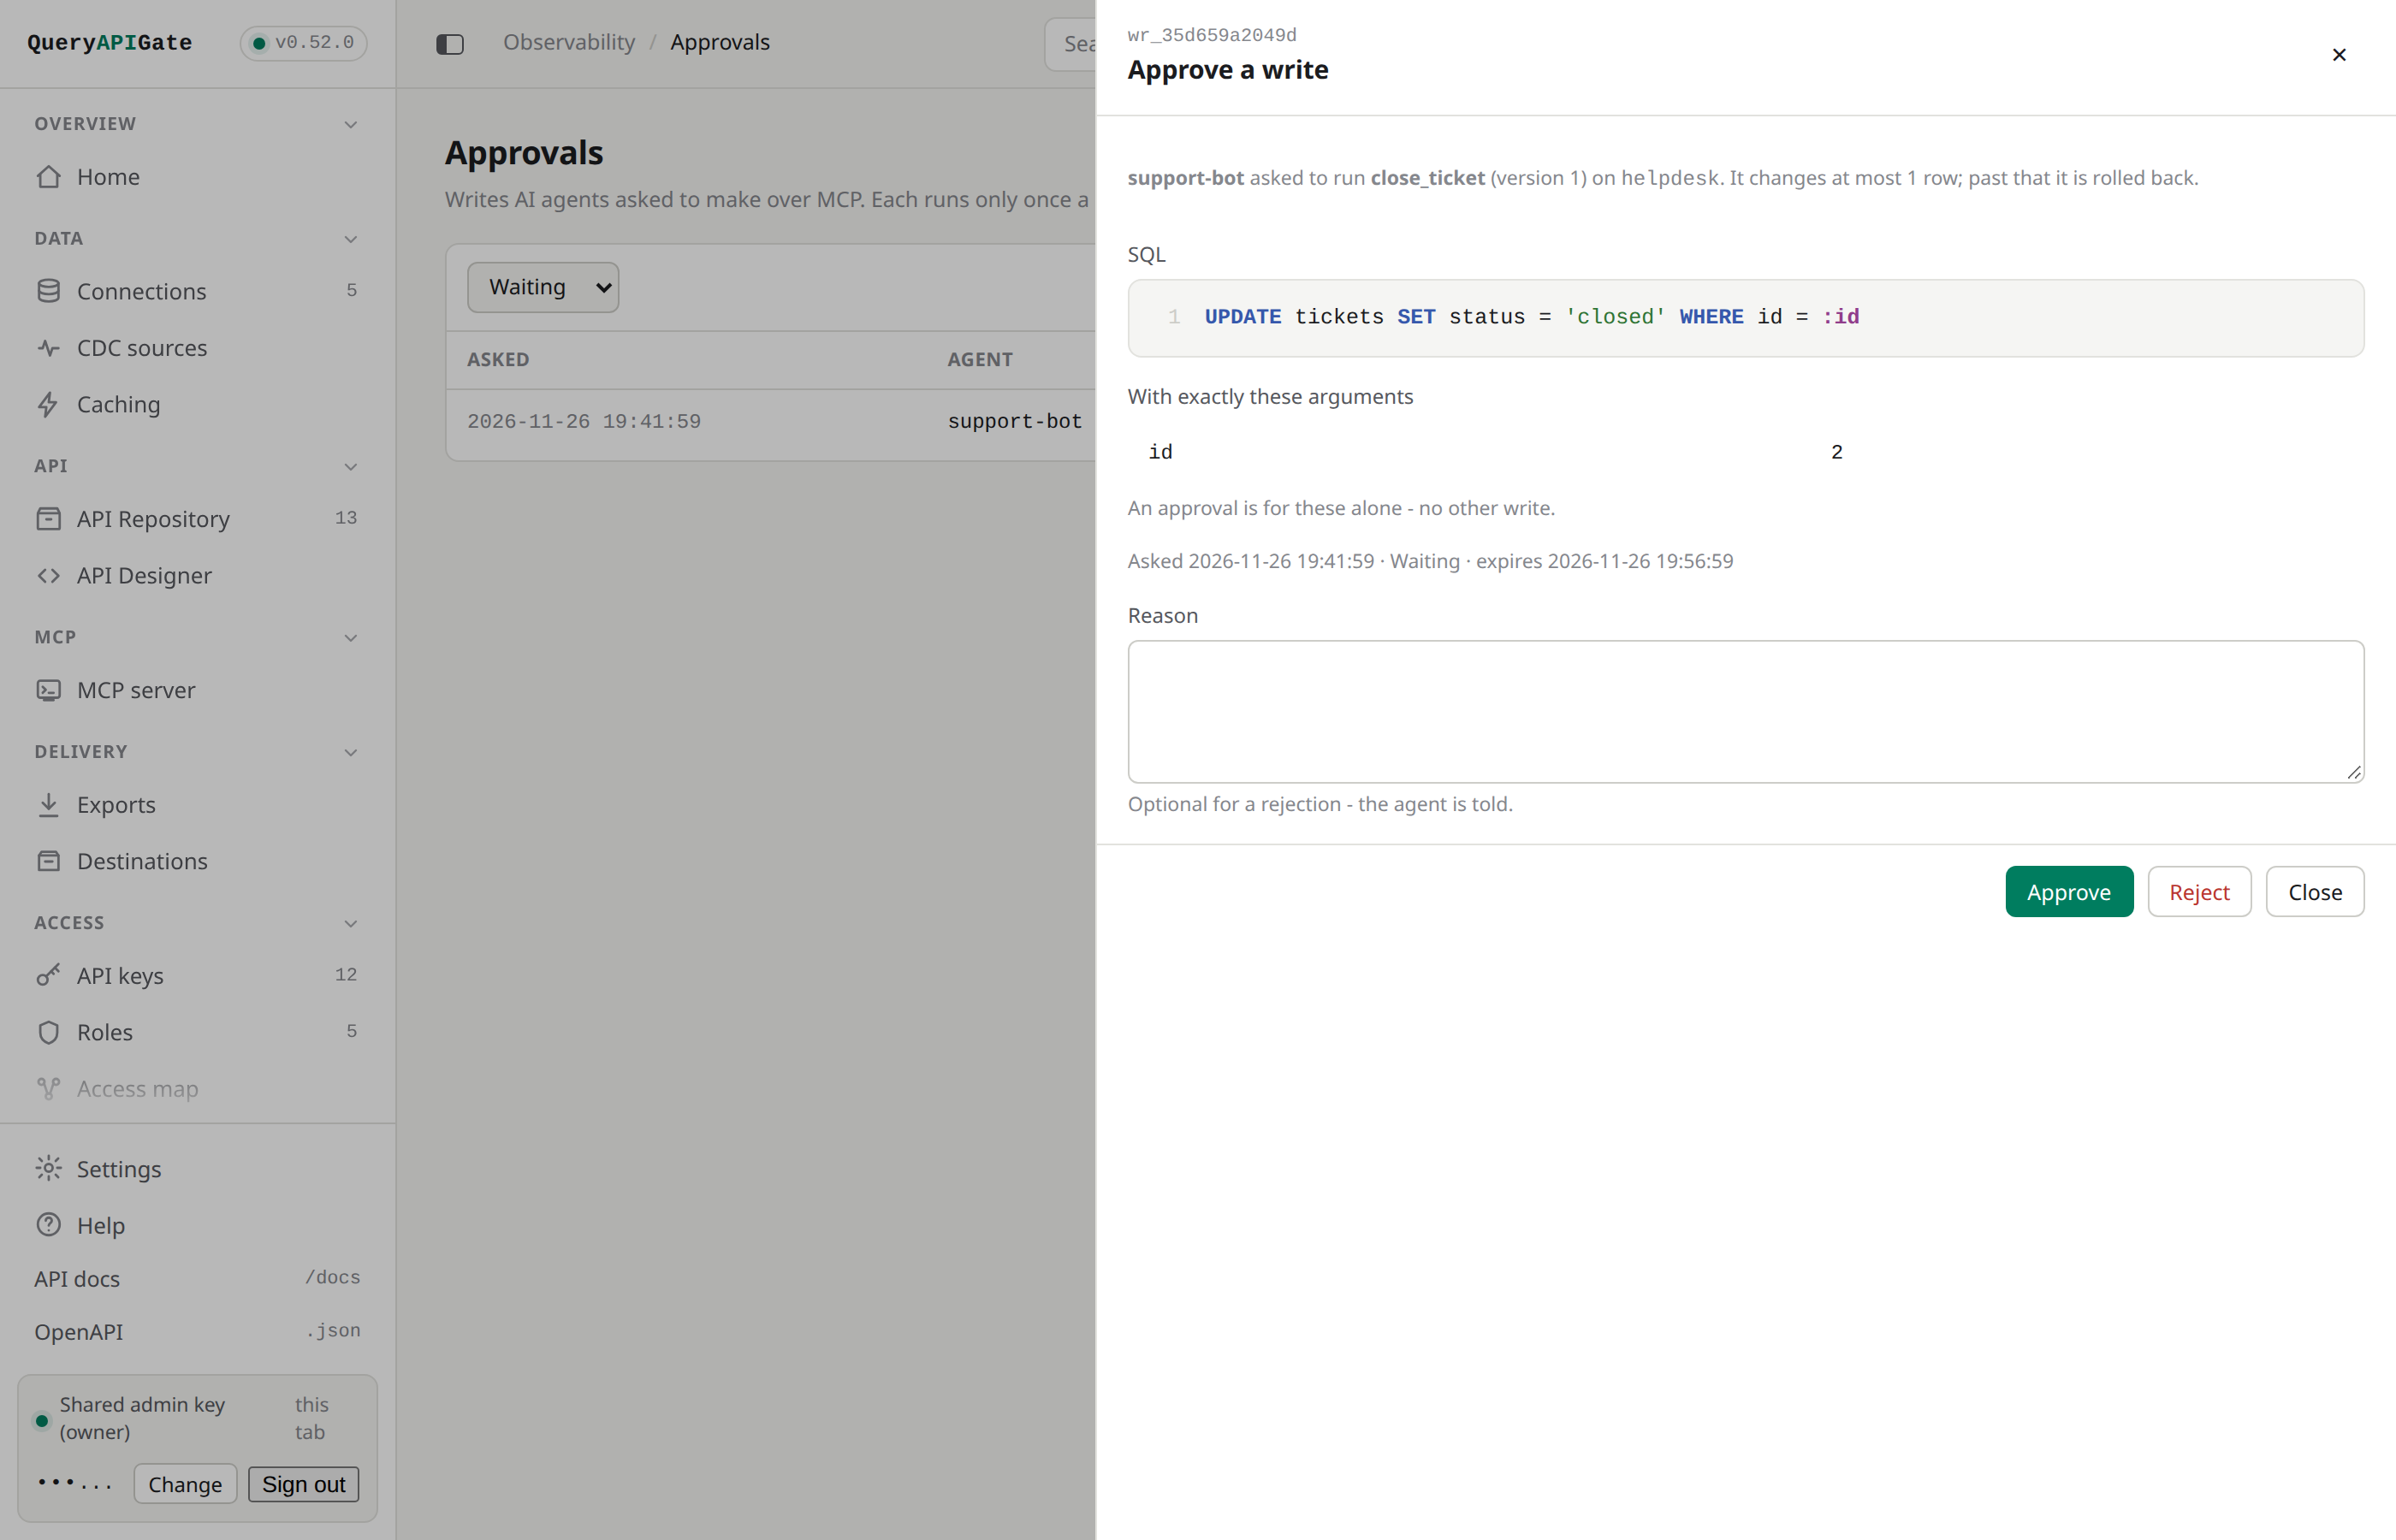 QueryAPIGate
v0.52.0
OVERVIEW
Home
DATA
Connections 5
CDC sources
Caching
API
API Repository 13
API Designer
MCP
MCP server
DELIVERY
Exports
Destinations
ACCESS
API keys 12
Roles 5
Access map
Settings
Help
API docs /docs
OpenAPI .json
Shared admin key this
(owner) tab
•••... Change Sign out
Observability / Approvals
Approvals
Writes AI agents asked to make over MCP. Each runs only once a
Waiting
ASKED AGENT
2026-11-26 19:41:59 support-bot
wr_35d659a2049d
Approve a write
✕
support-bot asked to run close_ticket (version 1) on helpdesk. It changes at most 1 row; past that it is rolled back.
SQL
1 UPDATE tickets SET status = 'closed' WHERE id = :id
With exactly these arguments
id 2
An approval is for these alone - no other write.
Asked 2026-11-26 19:41:59 · Waiting · expires 2026-11-26 19:56:59
Reason
Optional for a rejection - the agent is told.
Approve Reject Close